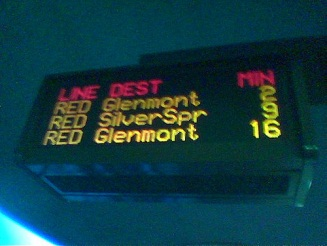 LINE DEST MIN
RED Glenmont 2
RED SilverSpr 9
RED Glenmont 16